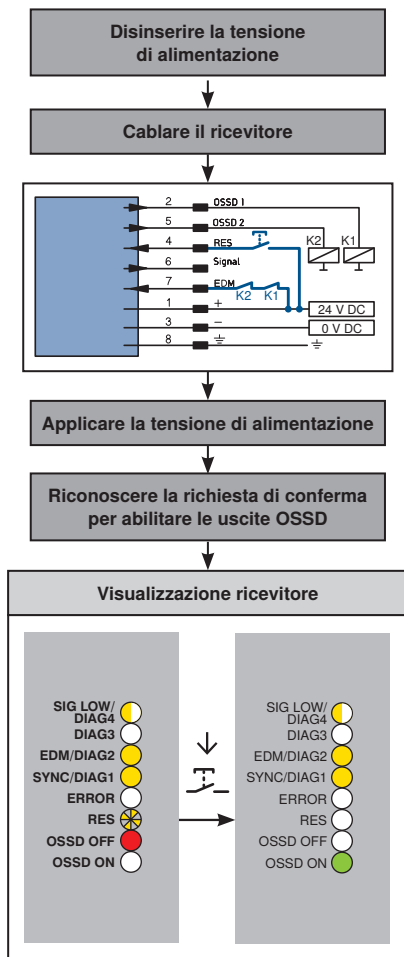 Disinserire la tensione
di alimentazione
Cablare il ricevitore
2 OSSD 1
5 OSSD 2
4 RES
6 Signal
7 EDM
1 +
3 −
8
K2 K1
K2 K1
24 V DC
0 V DC
Applicare la tensione di alimentazione
Riconoscere la richiesta di conferma
per abilitare le uscite OSSD
Visualizzazione ricevitore
SIG LOW/
DIAG4
DIAG3
EDM/DIAG2
SYNC/DIAG1
ERROR
RES
OSSD OFF
OSSD ON
SIG LOW/
DIAG4
DIAG3
EDM/DIAG2
SYNC/DIAG1
ERROR
RES
OSSD OFF
OSSD ON